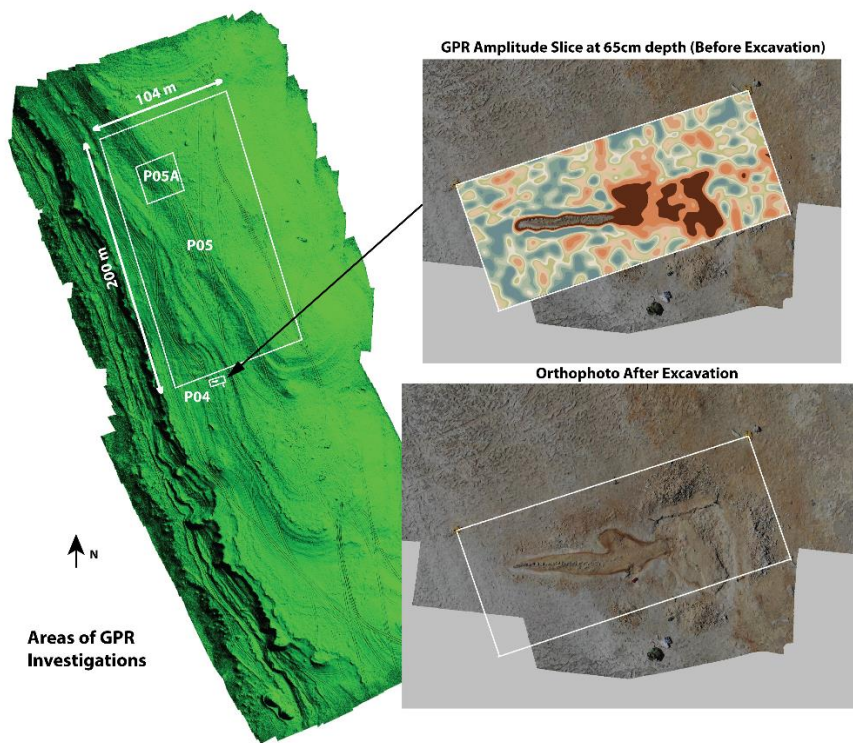 GPR Amplitude Slice at 65cm depth (Before Excavation)
104 m
P05A
P05
200 m
P04
Orthophoto After Excavation
N
Areas of GPR
Investigations